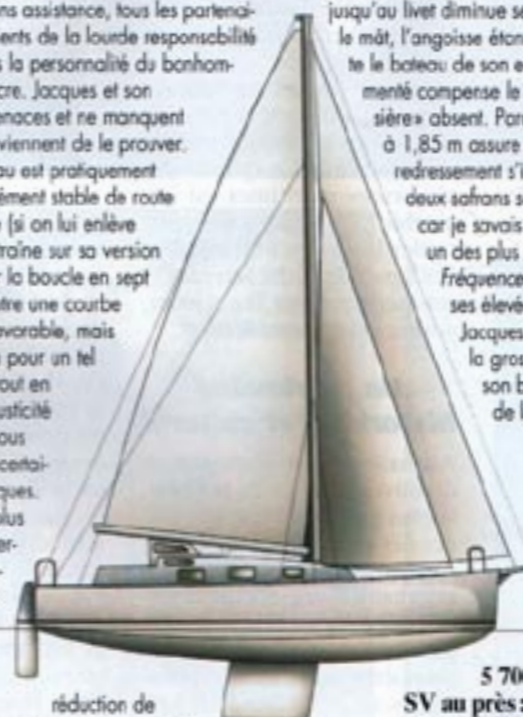 ns assistance, tous les partenai-
ents de la lourde responsabilité
s la personnalité du bonhom-
cre. Jacques et son
enaces et ne manquent
viennent de le prouver.
au est pratiquement
ément stable de route
e (si on lui enlève
traîne sur sa version
r la boucle en sept
ntre une courbe
avorable, mais
pour un tel
out en
usticité
ous
certai-
ques.
plus
er-
réduction de
jusqu'au livet diminue se
le mât, l'angoisse étan
te le bateau de son e
menté compense le
sière» absent. Par
à 1,85 m assure
redressement s'i
deux safrans s
car je savais
un des plus
Fréquence
ses élevé
Jacques
la gros
son b
de l
5 70
SV au près :